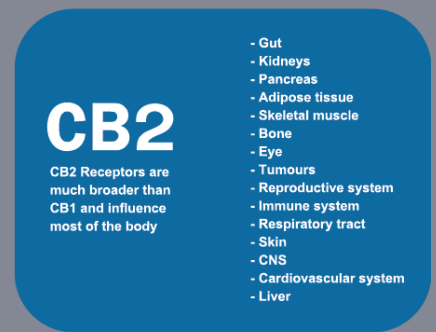 CB2
CB2 Receptors are
much broader than
CB1 and influence
most of the body
- Gut
- Kidneys
- Pancreas
- Adipose tissue
- Skeletal muscle
- Bone
- Eye
- Tumours
- Reproductive system
- Immune system
- Respiratory tract
- Skin
- CNS
- Cardiovascular system
- Liver